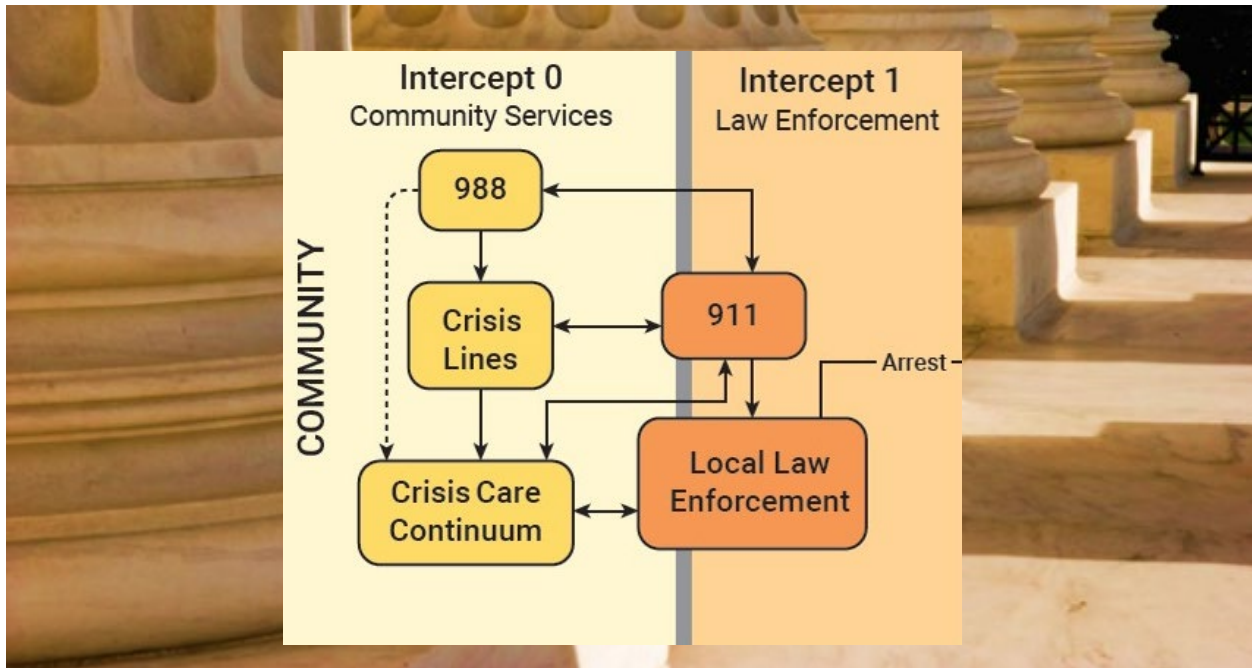 Intercept 0
Community Services
Intercept 1
Law Enforcement
COMMUNITY
988
Crisis
Lines
911
Arrest
Crisis Care
Continuum
Local Law
Enforcement